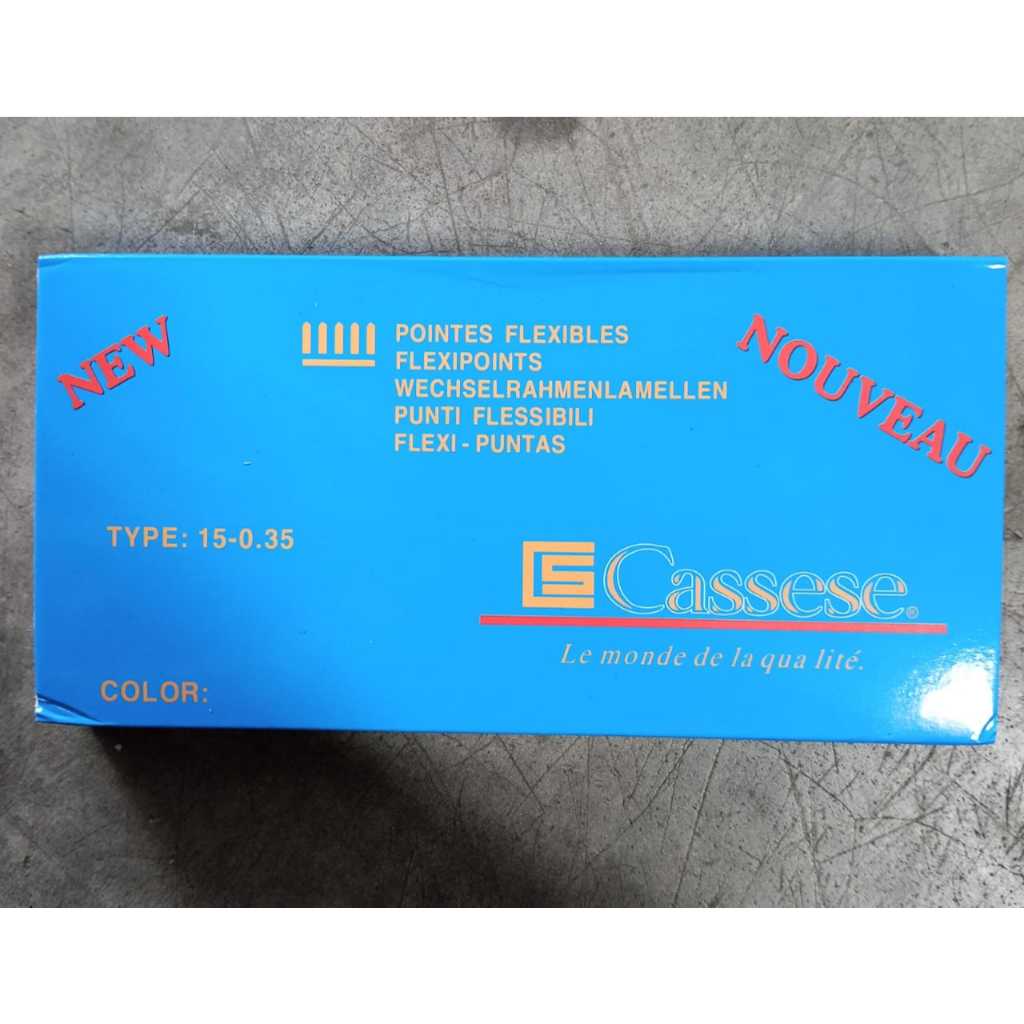 NEW
POINTES FLEXIBLES
FLEXIPOINTS
WECHSELRAHMENLAMELLEN
PUNTI FLESSIBILI
FLEXI - PUNTAS
NOUVEAU
TYPE: 15-0.35
CS Cassese®
Le monde de la qua lité.
COLOR: